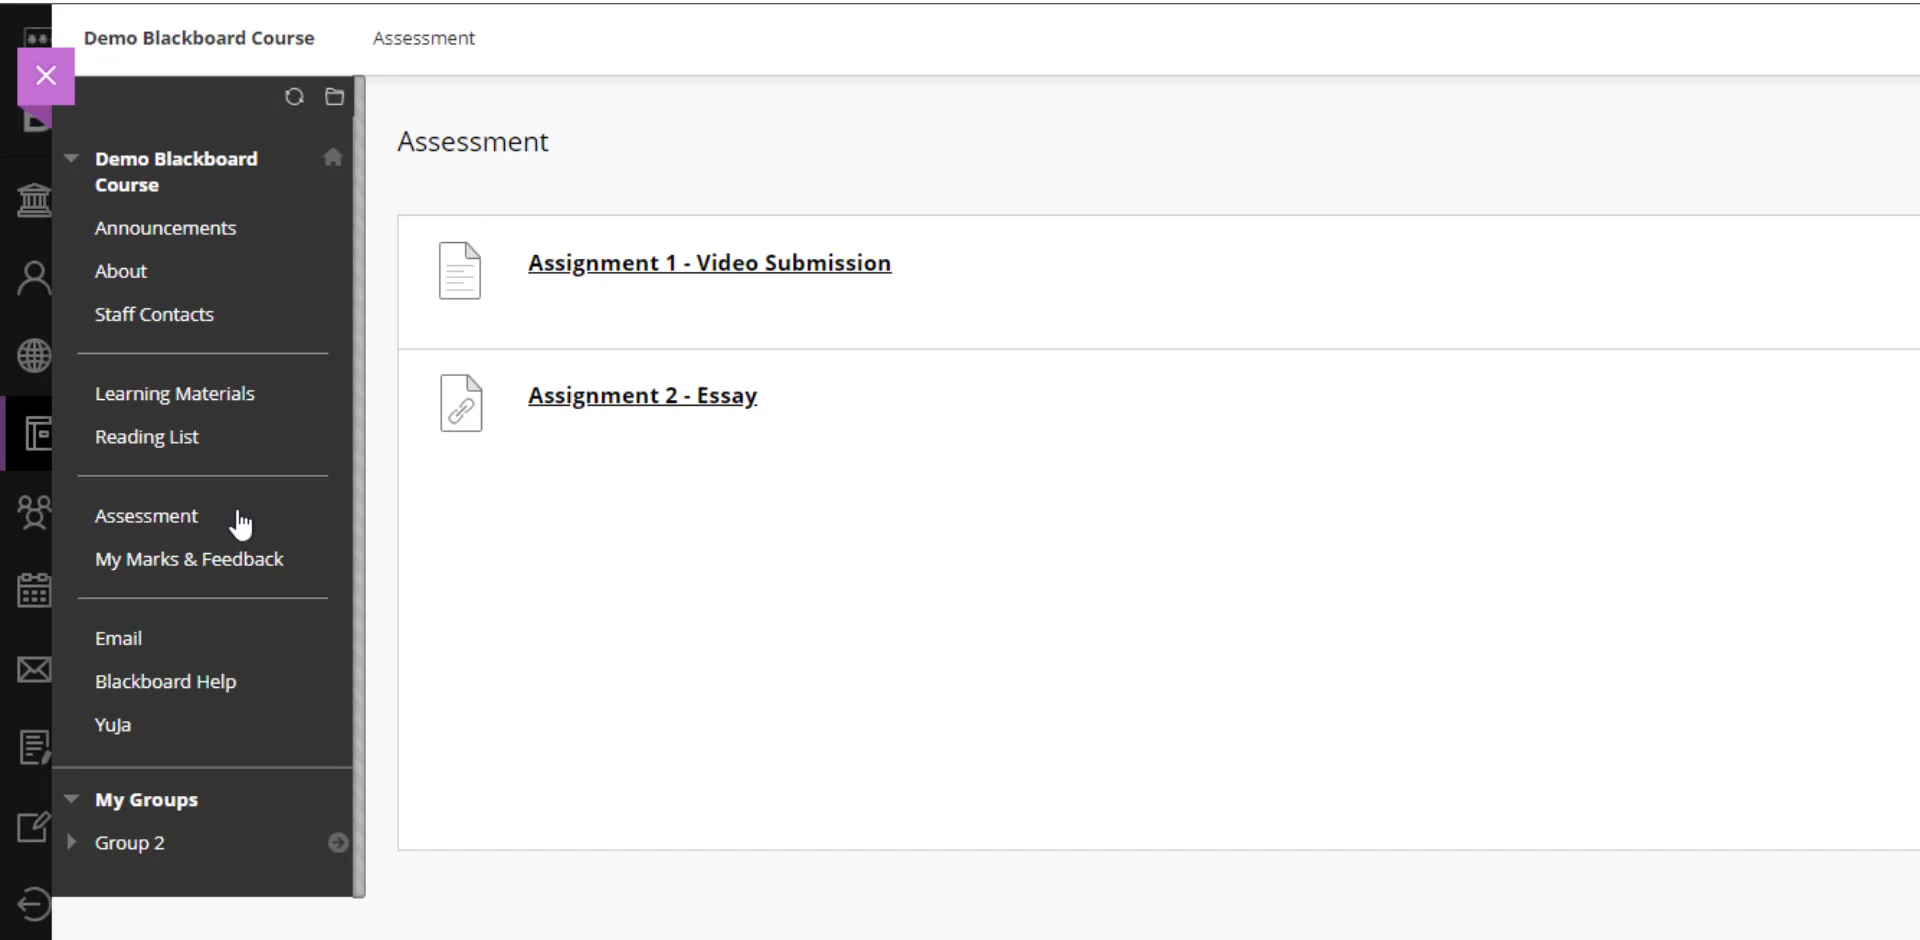 Demo Blackboard Course
Assessment
Demo Blackboard
Course
Announcements
About
Staff Contacts
Learning Materials
Reading List
Assessment
My Marks & Feedback
Email
Blackboard Help
YuJa
My Groups
Group 2
Assessment
Assignment 1 - Video Submission
Assignment 2 - Essay